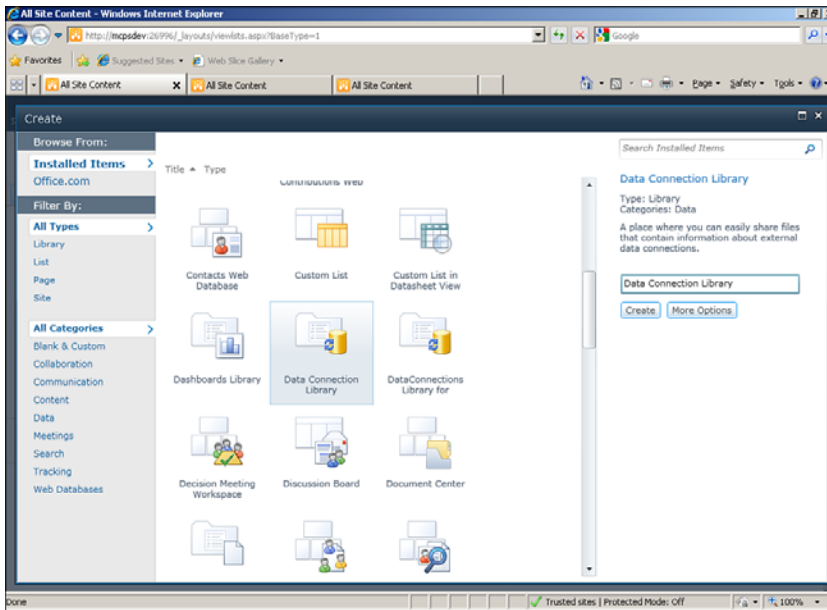 All Site Content - Windows Internet Explorer
http://mcpsdev:26996/_layouts/viewlsts.aspx?BaseType=1
Google
Favorites
Suggested Sites
Web Slice Gallery
All Site Content
All Site Content
All Site Content
Page
Safety
Tools
Create
Browse From:
Installed Items
Office.com
Filter By:
All Types
Library
List
Page
Site
All Categories
Blank & Custom
Collaboration
Communication
Content
Data
Meetings
Search
Tracking
Web Databases
Title
Type
Contributions Web
Contacts Web
Database
Custom List
Custom List in
Datasheet View
Dashboards Library
Data Connection
Library
DataConnections
Library for
Decision Meeting
Workspace
Discussion Board
Document Center
Search Installed Items
Data Connection Library
Type: Library
Categories: Data
A place where you can easily share files
that contain information about external
data connections.
Data Connection Library
Create
More Options
Done
Trusted sites | Protected Mode: Off
100%